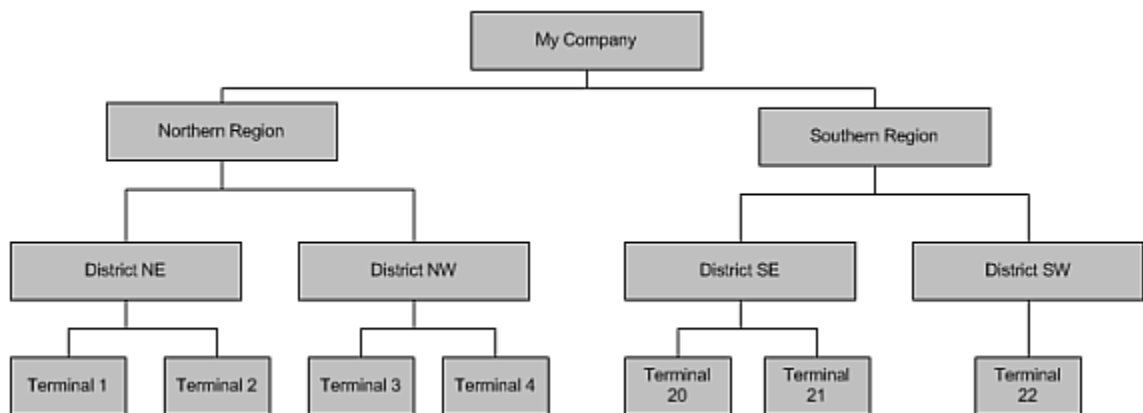 My Company
Northern Region
Southern Region
District NE
District NW
District SE
District SW
Terminal 1
Terminal 2
Terminal 3
Terminal 4
Terminal
20
Terminal
21
Terminal
22